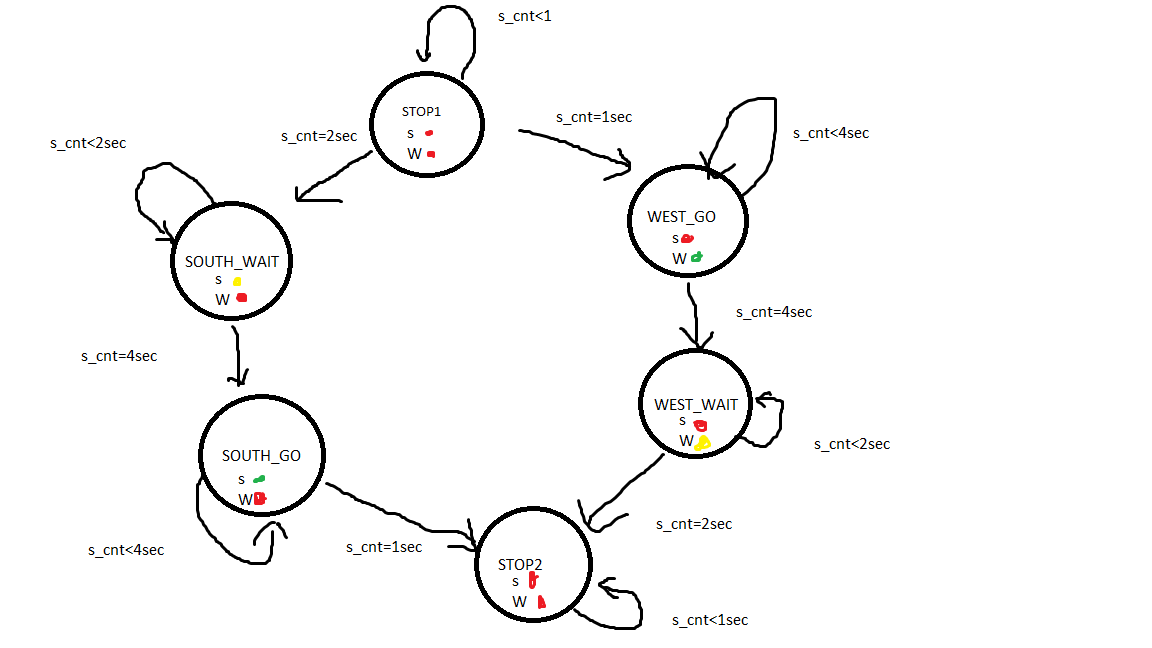 s_cnt<1
STOP1
s
W
s_cnt=2sec
s_cnt=1sec
s_cnt<4sec
s_cnt<2sec
WEST_GO
s
W
SOUTH_WAIT
s
W
s_cnt=4sec
s_cnt=4sec
WEST_WAIT
s
W
s_cnt<2sec
SOUTH_GO
s
W
s_cnt<4sec
s_cnt=1sec
s_cnt=2sec
STOP2
s
W
s_cnt<1sec